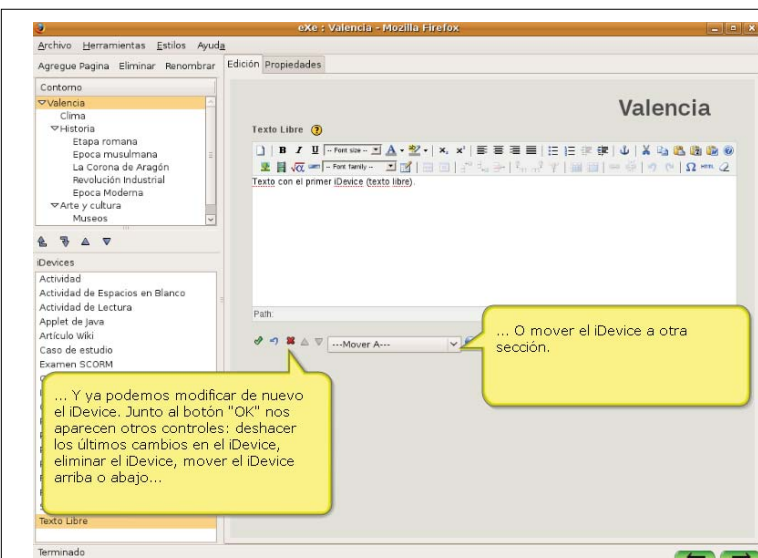 eXe : Valencia - Mozilla Firefox
Archivo Herramientas Estilos Ayuda
Agregue Pagina Eliminar Renombrar
Edición Propiedades
Contorno
Valencia
Clima
Historia
Etapa romana
Epoca musulmana
La Corona de Aragón
Revolución Industrial
Epoca Moderna
Arte y cultura
Museos
iDevices
Actividad
Actividad de Espacios en Blanco
Actividad de Lectura
Applet de Java
Artículo Wiki
Caso de estudio
Examen SCORM
Texto Libre
Terminado
Valencia
Texto Libre
B I U -- Font size --
-- Font family -- HTML
Texto con el primer iDevice (texto libre).
Path:
---Mover A---
... Y ya podemos modificar de nuevo
el iDevice. Junto al botón "OK" nos
aparecen otros controles: deshacer
los últimos cambios en el iDevice,
eliminar el iDevice, mover el iDevice
arriba o abajo...
... O mover el iDevice a otra
sección.